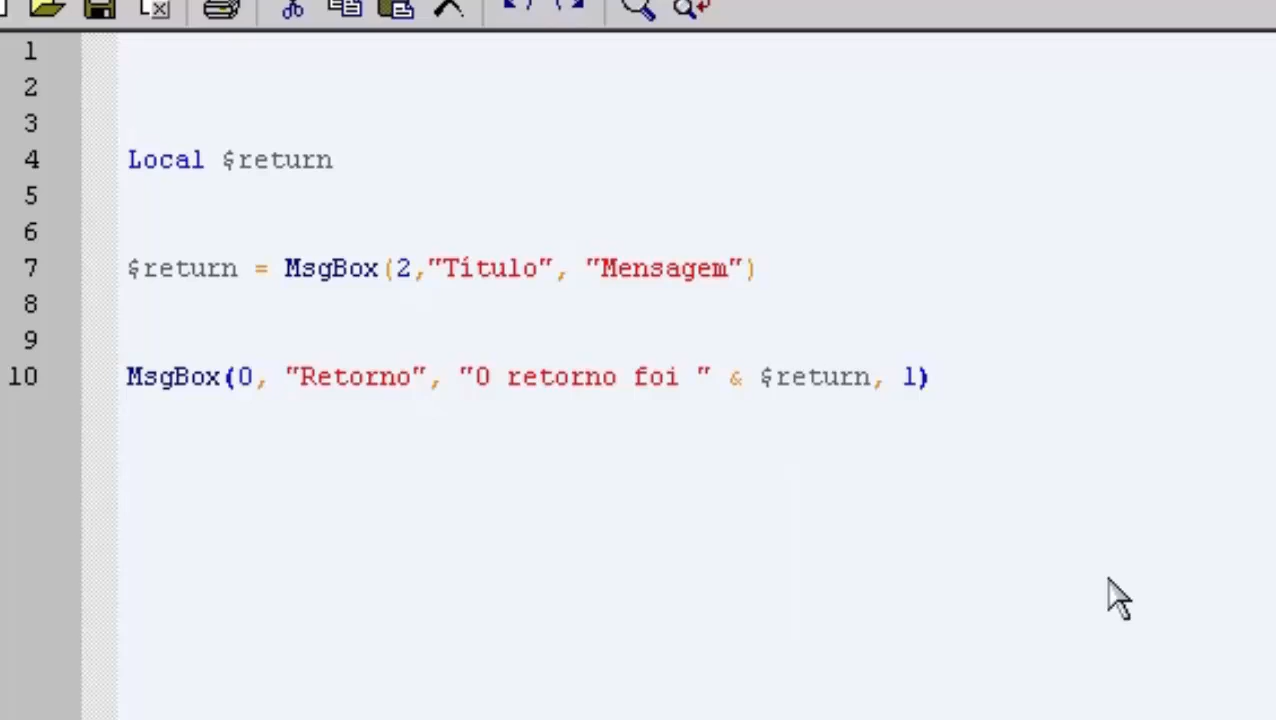 1
2
3
4 Local $return
5
6
7 $return = MsgBox(2,"Título", "Mensagem")
8
9
10 MsgBox(0, "Retorno", "O retorno foi " & $return, 1)